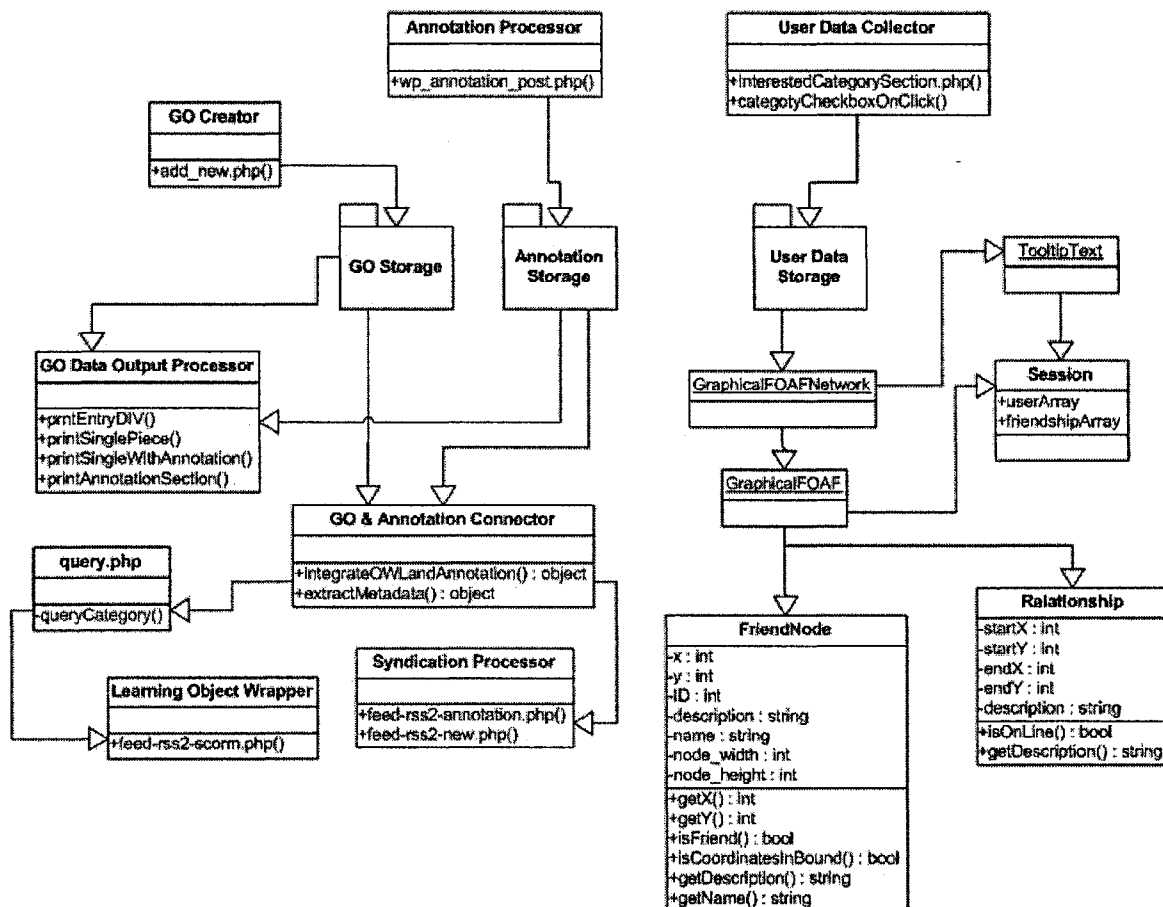 Annotation Processor
+wp_annotation_post.php()
User Data Collector
+InterestedCategorySection.php()
+categotyCheckboxOnClick()
GO Creator
+add_new.php()
GO Storage
Annotation
Storage
User Data
Storage
TooltipText
GO Data Output Processor
+prntEntryDIV()
+printSinglePiece()
+printSingleWithAnnotation()
+printAnnotationSection()
GraphicalFOAFNetwork
Session
+userArray
+friendshipArray
GraphicalFOAF
GO & Annotation Connector
+integrateOWLandAnnotation() : object
+extractMetadata() : object
query.php
-queryCategory()
Learning Object Wrapper
+feed-rss2-scorm.php()
Syndication Processor
+feed-rss2-annotation.php()
+feed-rss2-new.php()
FriendNode
-x : int
-y : int
-ID : int
-description : string
-name : string
-node_width : int
-node_height : int
+getX() : int
+getY() : int
+isFriend() : bool
+isCoordinatesInBound() : bool
+getDescription() : string
+getName() : string
Ralationship
-startX : int
-startY : int
-endX : int
-endY : int
-description : string
+isOnLine() : bool
+getDescription() : string